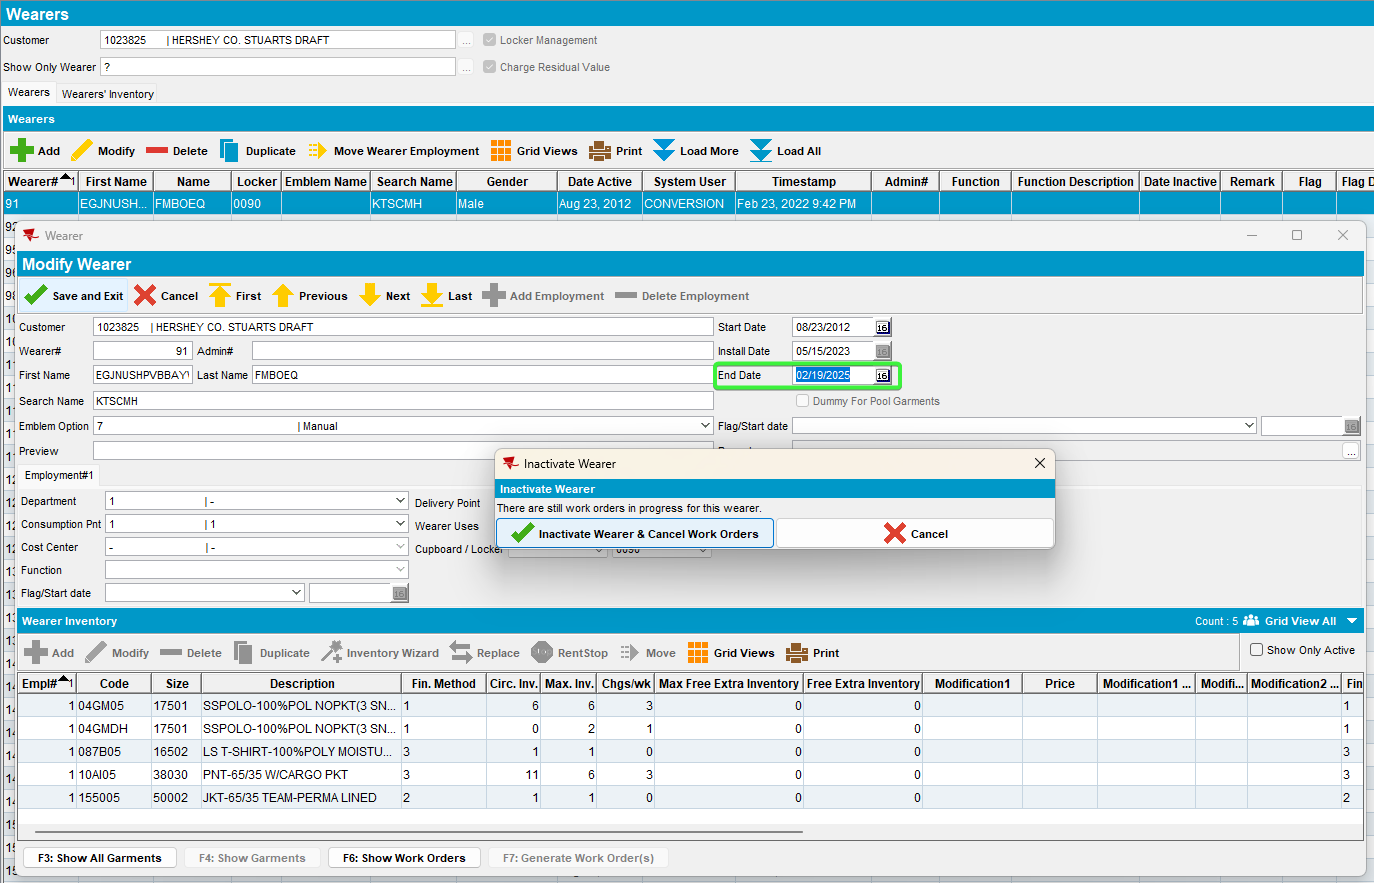 Wearers
Customer 1023825 | HERSHEY CO. STUARTS DRAFT ... Locker Management
Show Only Wearer ? ... Charge Residual Value
Wearers Wearers' Inventory
Wearers
Add Modify Delete Duplicate Move Wearer Employment Grid Views Print Load More Load All
Wearer# 1 First Name Name Locker Emblem Name Search Name Gender Date Active System User Timestamp Admin# Function Function Description Date Inactive Remark Flag Flag D
91 EGJNUSH... FMBOEQ 0090 KTSCMH Male Aug 23, 2012 CONVERSION Feb 23, 2022 9:42 PM
Wearer
Modify Wearer
Save and Exit Cancel First Previous Next Last Add Employment Delete Employment
Customer 1023825 | HERSHEY CO. STUARTS DRAFT Start Date 08/23/2012 16
Wearer# 91 Admin# Install Date 05/15/2023 16
First Name EGJNUSHPVBBAY Last Name FMBOEQ End Date 02/19/2025 16
Search Name KTSCMH Dummy For Pool Garments
Emblem Option 7 | Manual Flag/Start date 16
Preview ...
Inactivate Wearer
Inactivate Wearer
There are still work orders in progress for this wearer.
Inactivate Wearer & Cancel Work Orders Cancel
Employment#1
Department 1 | - Delivery Point
Consumption Pnt 1 | 1 Wearer Uses
Cost Center - | - Cupboard / Locker 0090
Function
Flag/Start date 16
Wearer Inventory Count : 5 Grid View All
Add Modify Delete Duplicate Inventory Wizard Replace RentStop Move Grid Views Print Show Only Active
Empl# 1 Code Size Description Fin. Method Circ. Inv. Max. Inv. Chgs/wk Max Free Extra Inventory Free Extra Inventory Modification1 Price Modification1 ... Modifi... Modification2 ... Fin
1 04GM05 17501 SSPOLO-100%POL NOPKT(3 SN... 1 6 6 3 0 0 1
1 04GMDH 17501 SSPOLO-100%POL NOPKT(3 SN... 1 0 2 1 0 0 1
1 087B05 16502 LS T-SHIRT-100%POLY MOISTU... 3 1 1 0 0 0 3
1 10AI05 38030 PNT-65/35 W/CARGO PKT 3 11 6 3 0 0 3
1 155005 50002 JKT-65/35 TEAM-PERMA LINED 2 1 1 0 0 0 2
F3: Show All Garments F4: Show Garments F6: Show Work Orders F7: Generate Work Order(s)